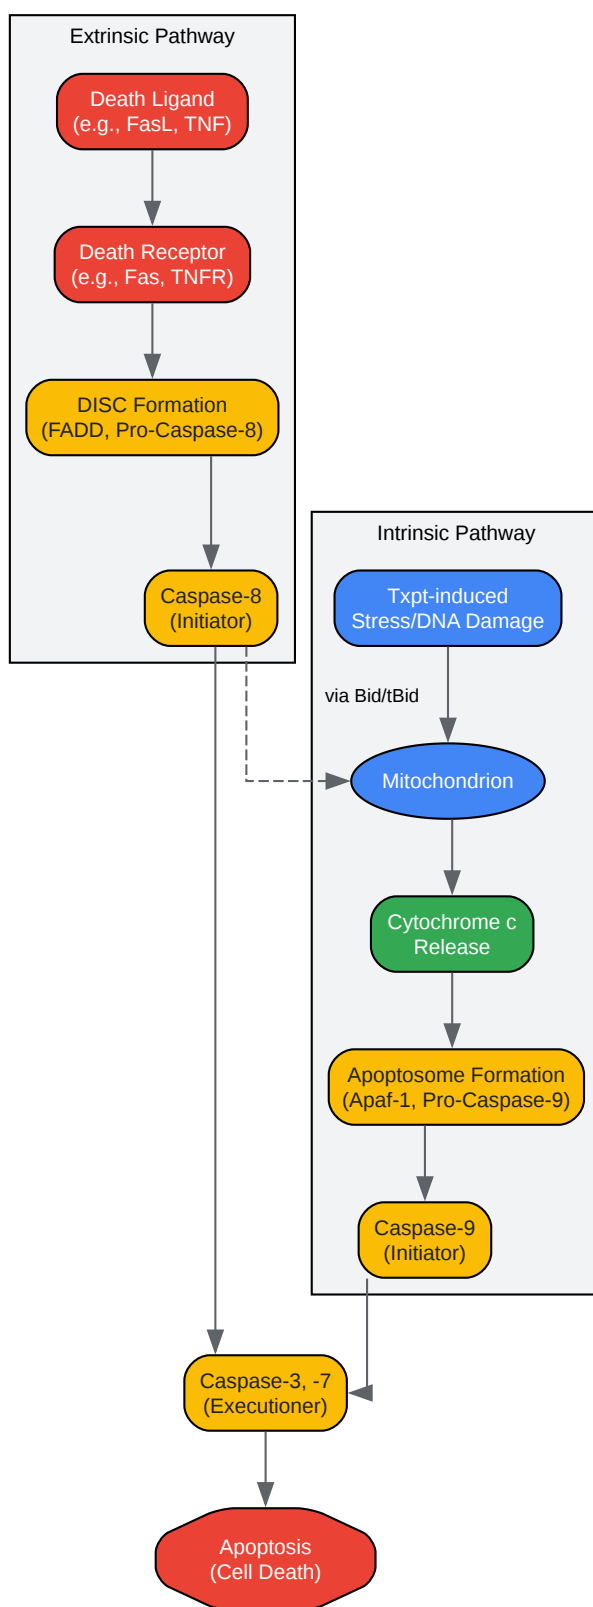 Extrinsic Pathway
Death Ligand
(e.g., FasL, TNF)
Death Receptor
(e.g., Fas, TNFR)
DISC Formation
(FADD, Pro-Caspase-8)
Caspase-8
(Initiator)
Intrinsic Pathway
Txpt-induced
Stress/DNA Damage
via Bid/tBid
Mitochondrion
Cytochrome c
Release
Apoptosome Formation
(Apaf-1, Pro-Caspase-9)
Caspase-9
(Initiator)
Caspase-3, -7
(Executioner)
Apoptosis
(Cell Death)